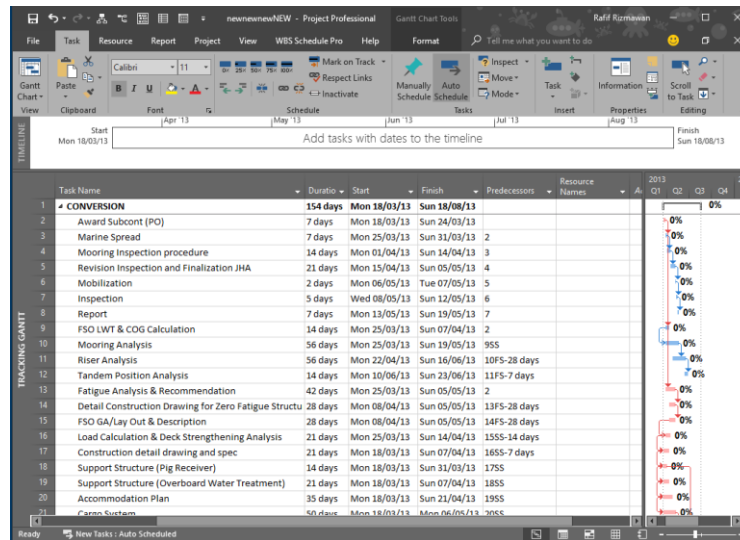 newnewnewNEW - Project Professional
Gantt Chart Tools
Rafif Rizmawan
File Task Resource Report Project View WBS Schedule Pro Help Format Tell me what you want to do
Gantt Chart
View
Paste
Clipboard
Calibri 11
B I U A
Font
0% 25% 50% 75% 100%
Mark on Track
Respect Links
Inactivate
Schedule
Manually Schedule
Auto Schedule
Inspect
Move
Mode
Tasks
Task
Insert
Information
Properties
Scroll to Task
Editing
TIMELINE
Apr '13 May '13 Jun '13 Jul '13 Aug '13
Start
Mon 18/03/13
Add tasks with dates to the timeline
Finish
Sun 18/08/13
TRACKING GANTT
Task Name Duratio Start Finish Predecessors Resource Names 2013 Q1 Q2 Q3 Q4
1 CONVERSION 154 days Mon 18/03/13 Sun 18/08/13 0%
2 Award Subcont (PO) 7 days Mon 18/03/13 Sun 24/03/13 0%
3 Marine Spread 7 days Mon 25/03/13 Sun 31/03/13 2 0%
4 Mooring Inspection procedure 14 days Mon 01/04/13 Sun 14/04/13 3 0%
5 Revision Inspection and Finalization JHA 21 days Mon 15/04/13 Sun 05/05/13 4 0%
6 Mobilization 2 days Mon 06/05/13 Tue 07/05/13 5 0%
7 Inspection 5 days Wed 08/05/13 Sun 12/05/13 6 0%
8 Report 7 days Mon 13/05/13 Sun 19/05/13 7 0%
9 FSO LWT & COG Calculation 14 days Mon 25/03/13 Sun 07/04/13 2 0%
10 Mooring Analysis 56 days Mon 25/03/13 Sun 19/05/13 9SS 0%
11 Riser Analysis 56 days Mon 22/04/13 Sun 16/06/13 10FS-28 days 0%
12 Tandem Position Analysis 14 days Mon 10/06/13 Sun 23/06/13 11FS-7 days 0%
13 Fatigue Analysis & Recommendation 42 days Mon 25/03/13 Sun 05/05/13 2 0%
14 Detail Construction Drawing for Zero Fatigue Structu 28 days Mon 08/04/13 Sun 05/05/13 13FS-28 days 0%
15 FSO GA/Lay Out & Description 28 days Mon 08/04/13 Sun 05/05/13 14FS-28 days 0%
16 Load Calculation & Deck Strengthening Analysis 21 days Mon 25/03/13 Sun 14/04/13 15SS-14 days 0%
17 Construction detail drawing and spec 21 days Mon 18/03/13 Sun 07/04/13 16SS-7 days 0%
18 Support Structure (Pig Receiver) 14 days Mon 18/03/13 Sun 31/03/13 17SS 0%
19 Support Structure (Overboard Water Treatment) 21 days Mon 18/03/13 Sun 07/04/13 18SS 0%
20 Accommodation Plan 35 days Mon 18/03/13 Sun 21/04/13 19SS 0%
21 Cargo System 50 days Mon 18/03/13 Mon 06/05/13 20SS 0%
Ready New Tasks : Auto Scheduled